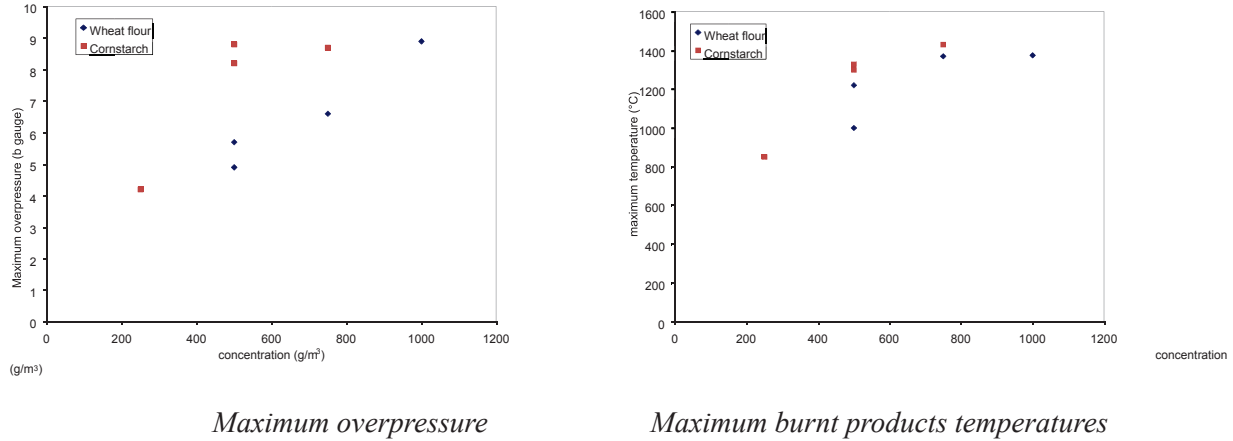 10
9
8
7
6
5
4
3
2
1
0
Maximum overpressure (b gauge)
Wheat flour
Cornstarch
0 200 400 600 800 1000 1200
concentration (g/m³)
(g/m³)
1600
1400
1200
1000
800
600
400
200
0
maximum temperature (°C)
Wheat flour
Cornstarch
0 200 400 600 800 1000 1200
concentration
Maximum overpressure
Maximum burnt products temperatures